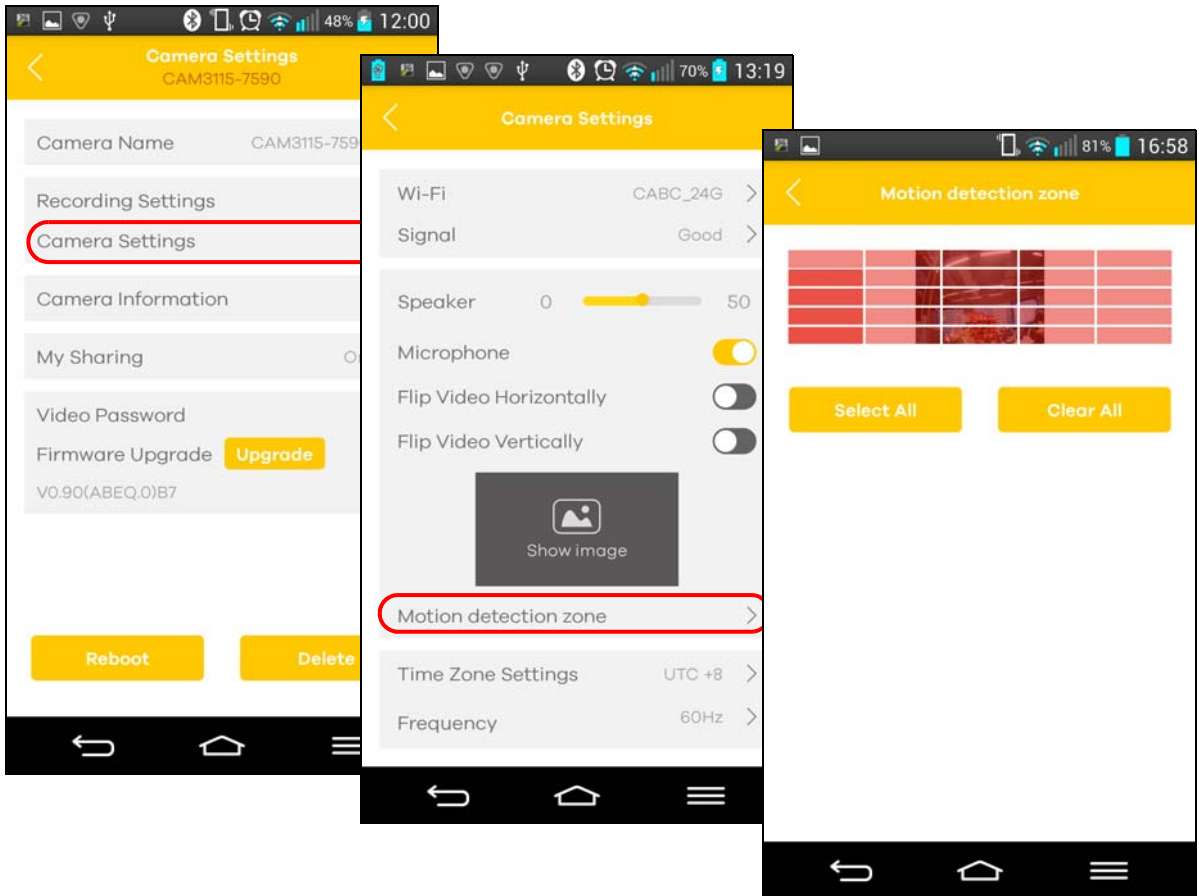 48% 12:00
Camera Settings
CAM3115-7590
Camera Name CAM3115-759
Recording Settings
Camera Settings
Camera Information
My Sharing O
Video Password
Firmware Upgrade Upgrade
V0.90(ABEQ.0)B7
Reboot Delete
70% 13:19
Camera Settings
Wi-Fi CABC_24G
Signal Good
Speaker 0 50
Microphone
Flip Video Horizontally
Flip Video Vertically
Show image
Motion detection zone
Time Zone Settings UTC +8
Frequency 60Hz
81% 16:58
Motion detection zone
Select All Clear All